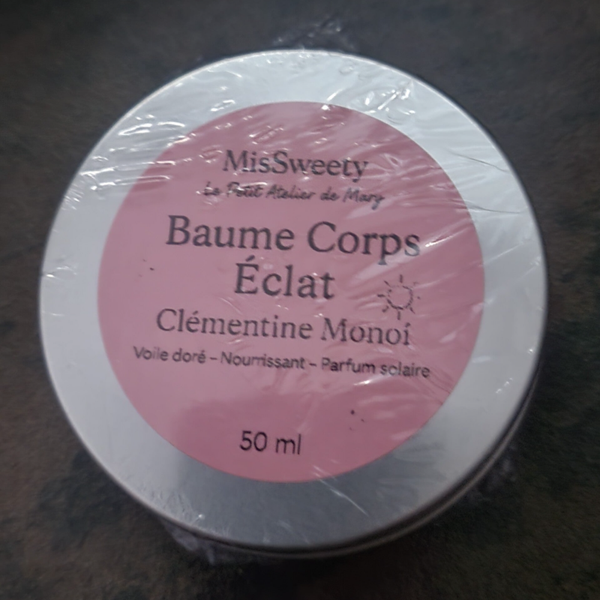 MisSweety
Le Petit Atelier de Mary
Baume Corps
Éclat
Clémentine Monoï
Voile doré - Nourrissant - Parfum solaire
50 ml